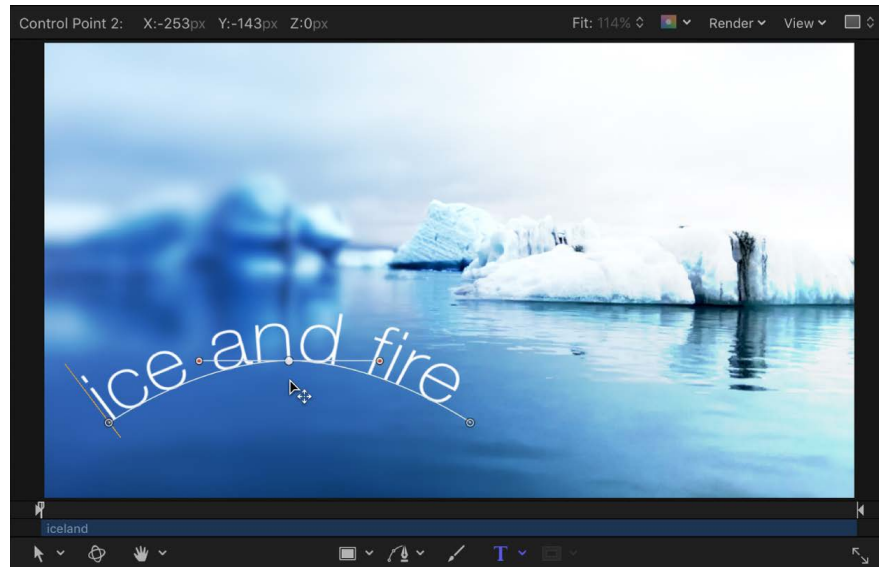 Control Point 2: X:-253px Y:-143px Z:0px Fit: 114% Render View
ice and fire
iceland
T